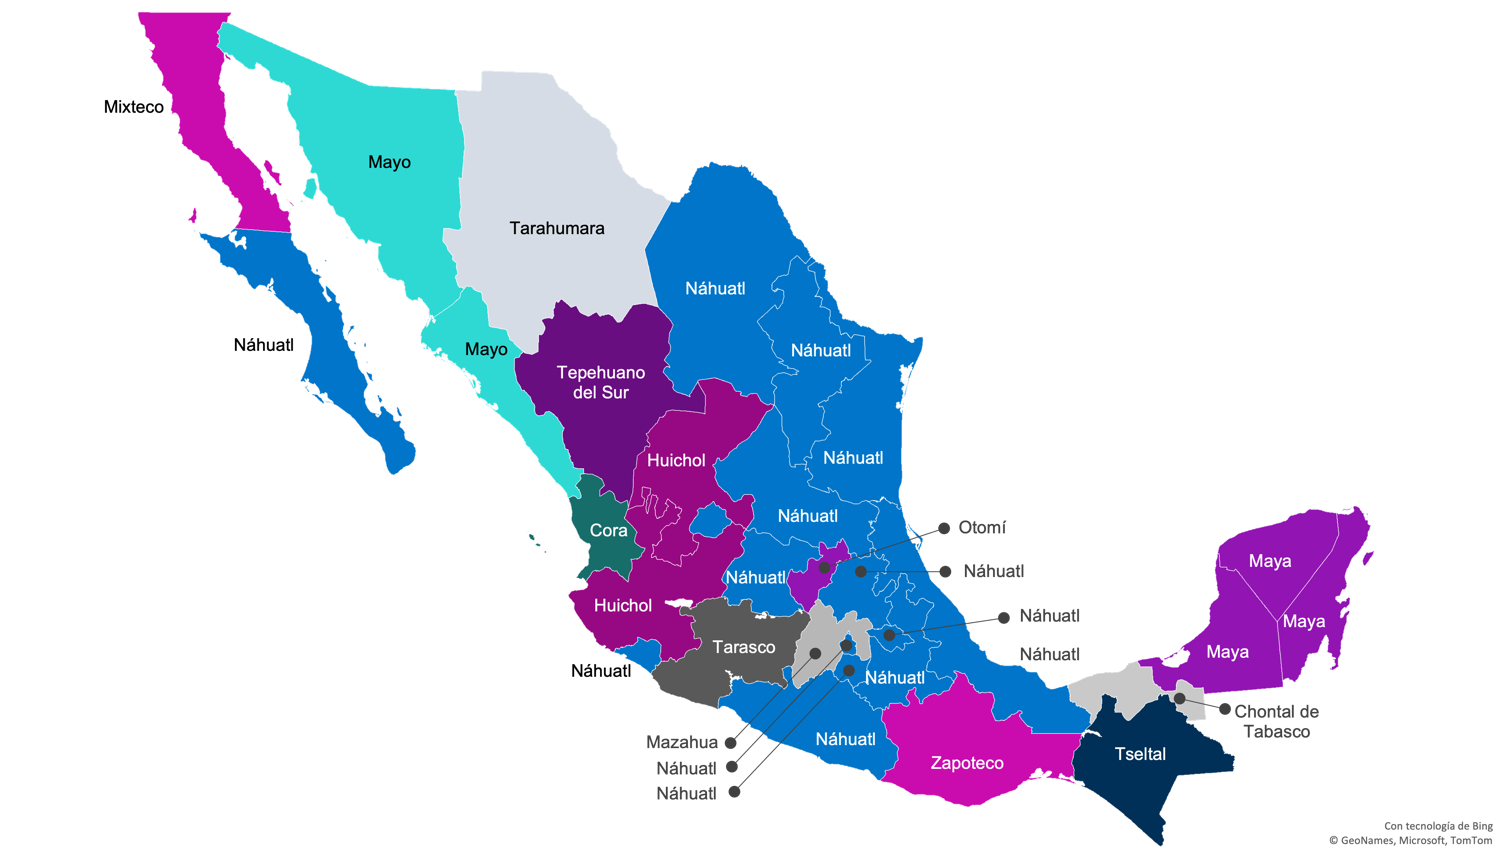 Mixteco
Mayo
Tarahumara
Náhuatl
Náhuatl
Mayo
Náhuatl
Tepehuano
del Sur
Huichol
Náhuatl
Náhuatl
Cora
Otomí
Náhuatl
Náhuatl
Maya
Huichol
Náhuatl
Maya
Tarasco
Náhuatl
Maya
Náhuatl
Náhuatl
Chontal de
Tabasco
Mazahua
Náhuatl
Tseltal
Zapoteco
Náhuatl
Náhuatl
Con tecnología de Bing
© GeoNames, Microsoft, TomTom